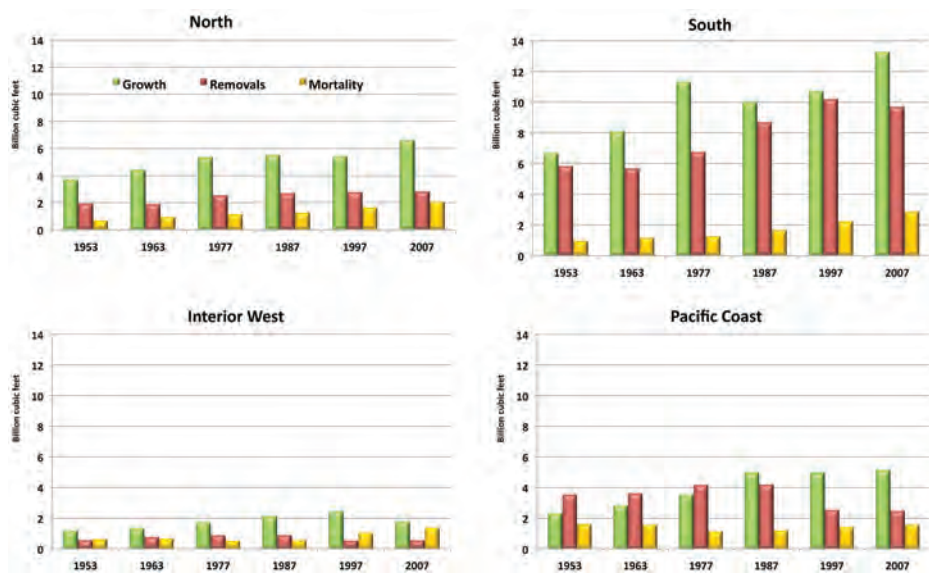 North
Billion cubic feet
14
12
10
8
6
4
2
0
Growth Removals Mortality
1953 1963 1977 1987 1997 2007
South
Billion cubic feet
14
12
10
8
6
4
2
0
1953 1963 1977 1987 1997 2007
Interior West
Billion cubic feet
14
12
10
8
6
4
2
0
1953 1963 1977 1987 1997 2007
Pacific Coast
Billion cubic feet
14
12
10
8
6
4
2
0
1953 1963 1977 1987 1997 2007